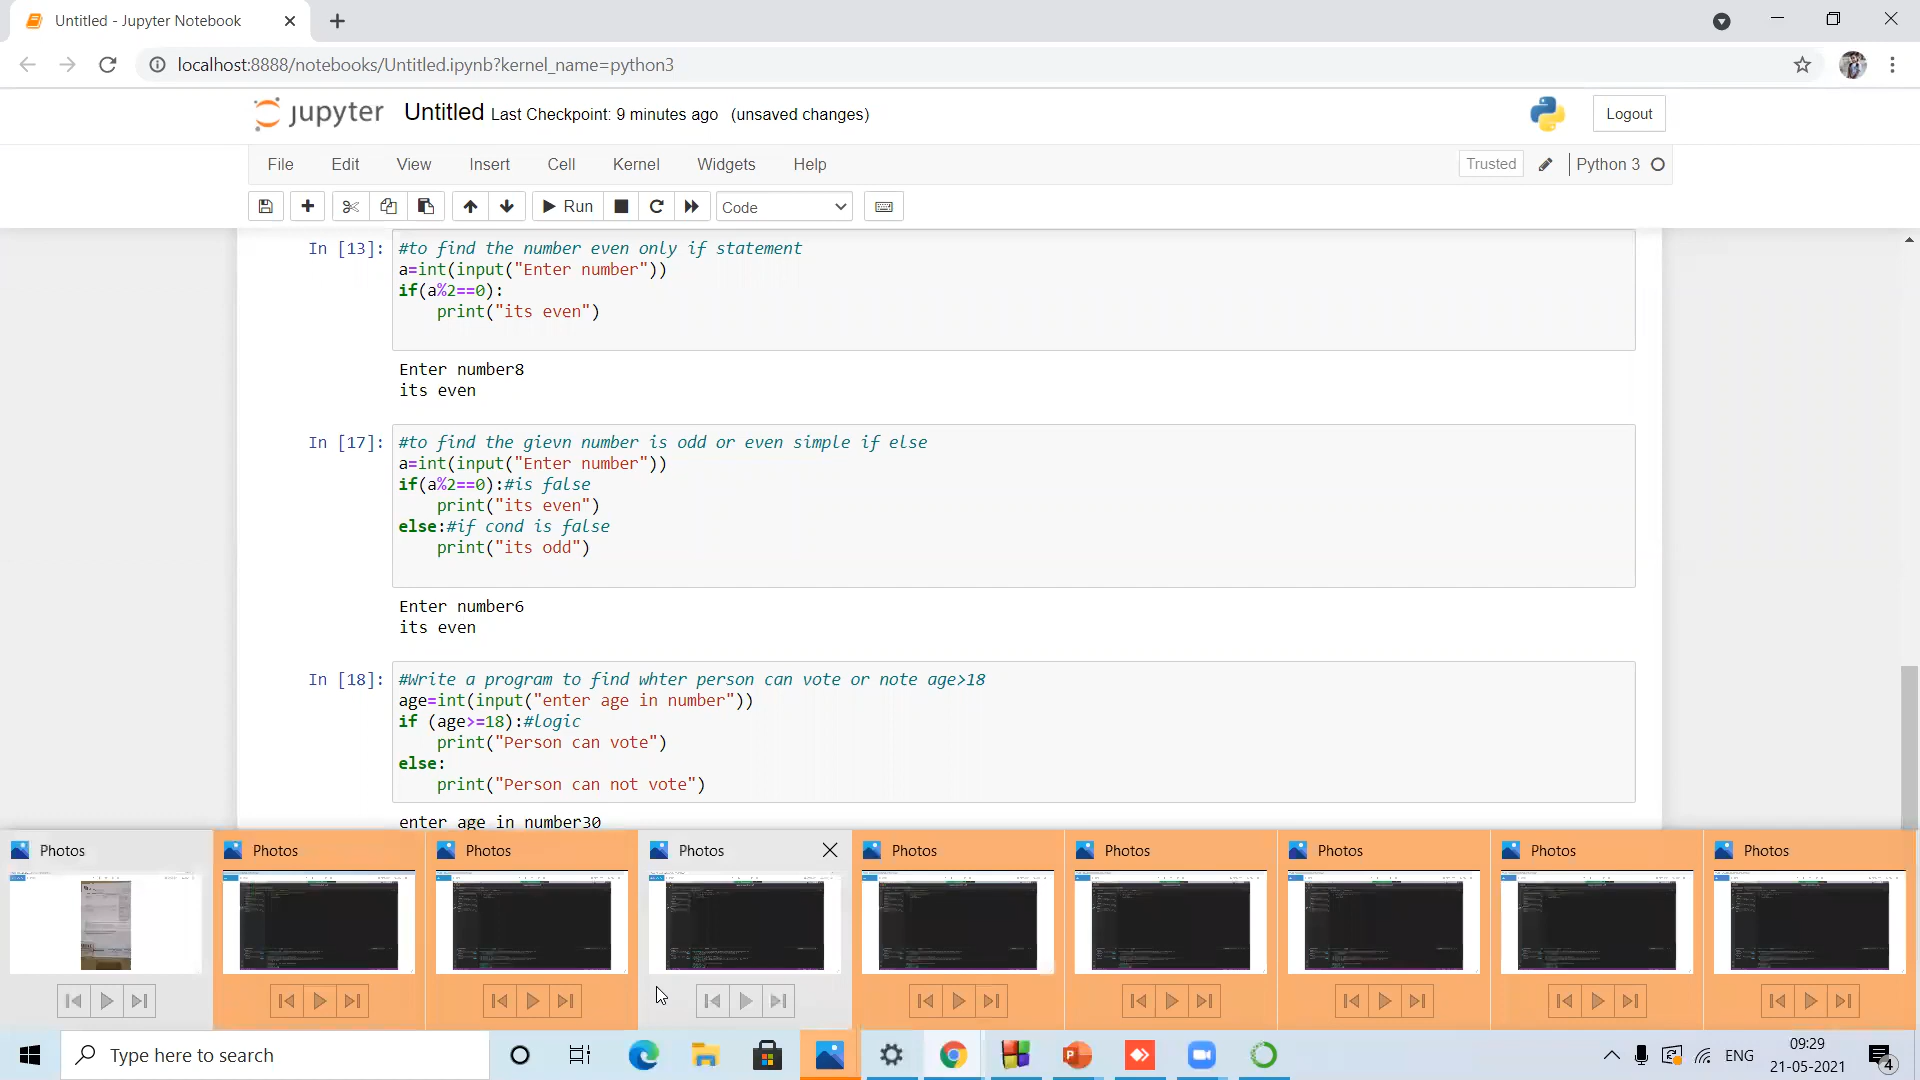 Untitled - Jupyter Notebook
localhost:8888/notebooks/Untitled.ipynb?kernel_name=python3
jupyter Untitled Last Checkpoint: 9 minutes ago (unsaved changes)
Logout
File Edit View Insert Cell Kernel Widgets Help
Trusted Python 3
Run Code
In [13]: #to find the number even only if statement
a=int(input("Enter number"))
if(a%2==0):
print("its even")
Enter number8
its even
In [17]: #to find the gievn number is odd or even simple if else
a=int(input("Enter number"))
if(a%2==0):#is false
print("its even")
else:#if cond is false
print("its odd")
Enter number6
its even
In [18]: #Write a program to find whter person can vote or note age>18
age=int(input("enter age in number"))
if (age>=18):#logic
print("Person can vote")
else:
print("Person can not vote")
enter age in number30
Photos Photos Photos Photos Photos Photos Photos Photos Photos
Type here to search
ENG
09:29
21-05-2021
4